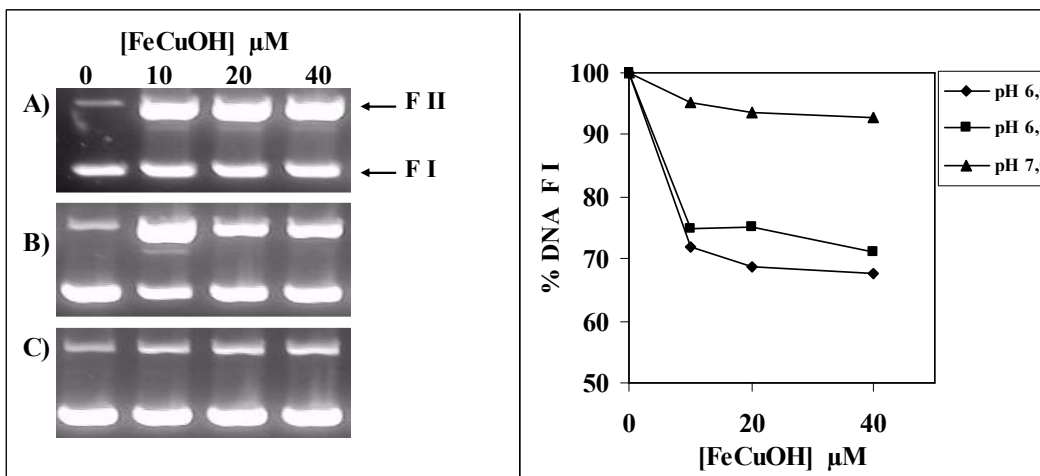 [FeCuOH] µM
0 10 20 40
A) F II
F I
B)
C)
100
90
80
70
60
50
% DNA F I
0 20 40
[FeCuOH] µM
pH 6,
pH 6,
pH 7,